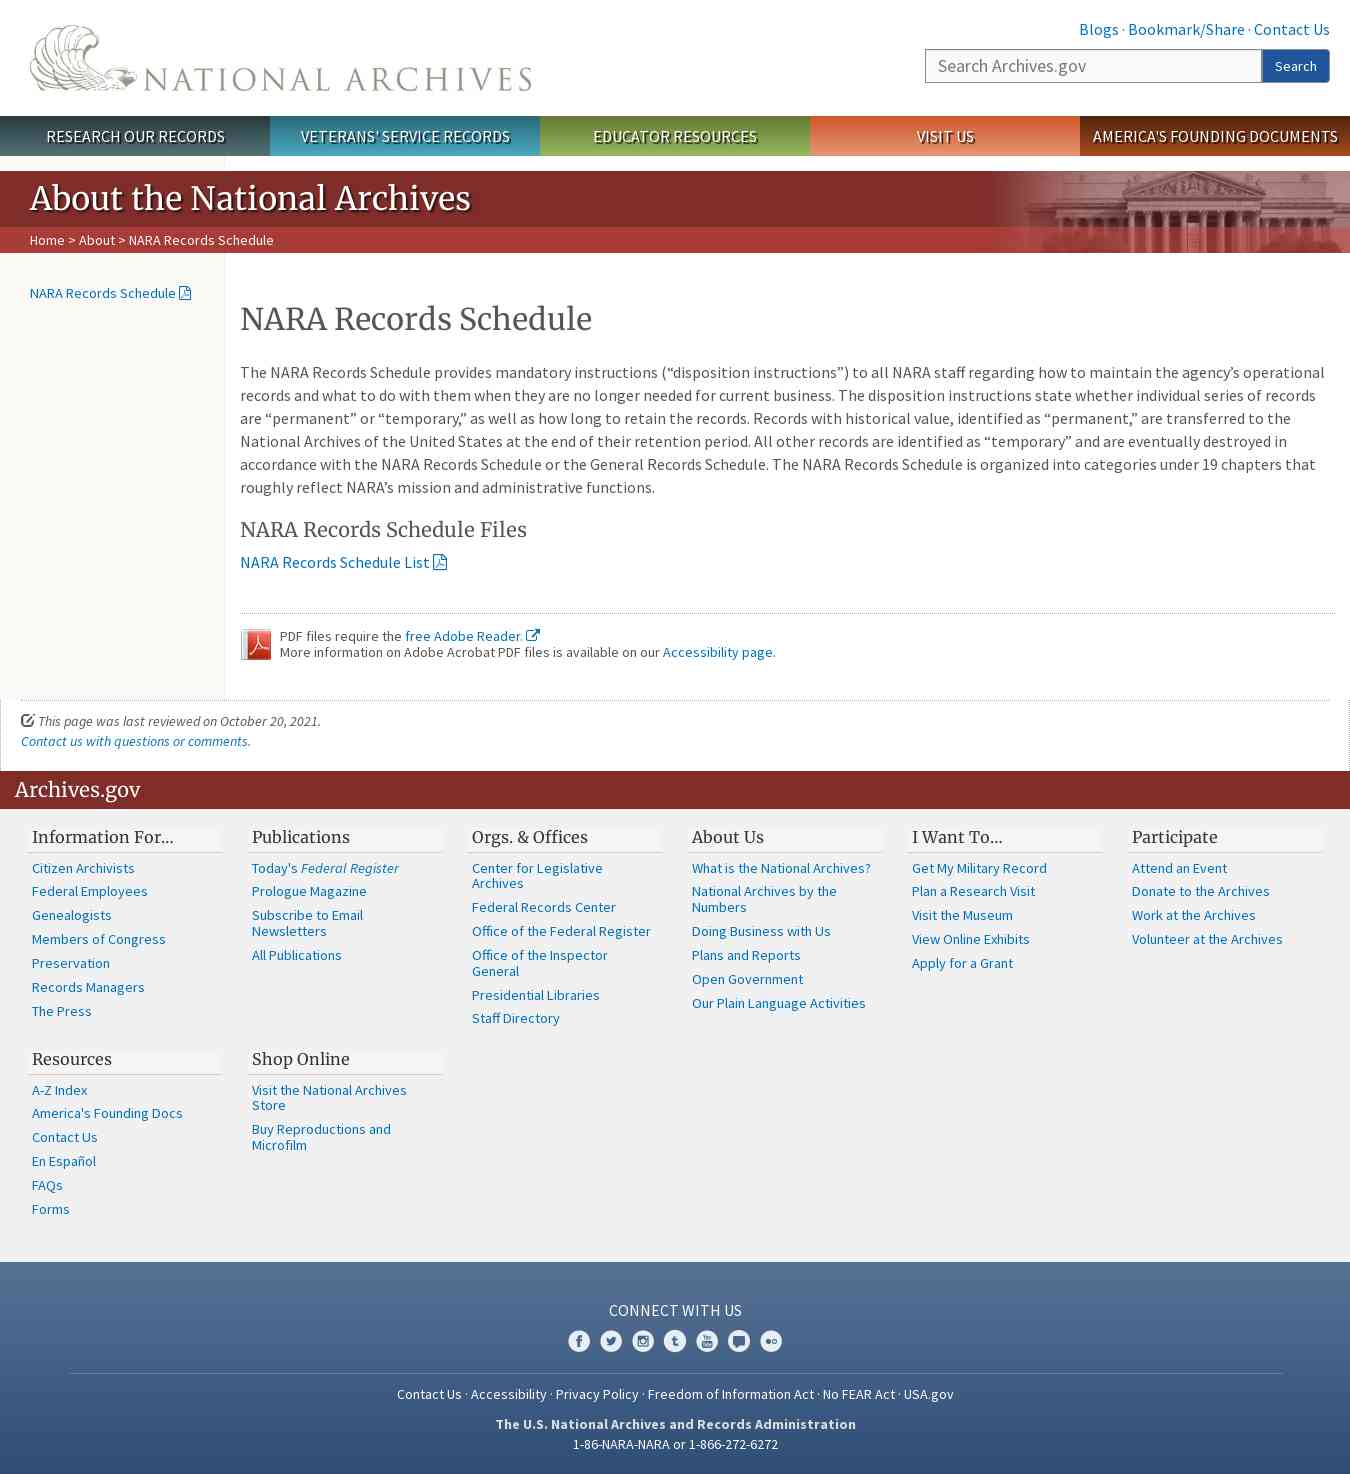 Blogs · Bookmark/Share · Contact Us
NATIONAL ARCHIVES
Search Archives.gov
Search
RESEARCH OUR RECORDS
VETERANS' SERVICE RECORDS
EDUCATOR RESOURCES
VISIT US
AMERICA'S FOUNDING DOCUMENTS
About the National Archives
Home > About > NARA Records Schedule
NARA Records Schedule
NARA Records Schedule
The NARA Records Schedule provides mandatory instructions (“disposition instructions”) to all NARA staff regarding how to maintain the agency’s operational
records and what to do with them when they are no longer needed for current business. The disposition instructions state whether individual series of records
are “permanent” or “temporary,” as well as how long to retain the records. Records with historical value, identified as “permanent,” are transferred to the
National Archives of the United States at the end of their retention period. All other records are identified as “temporary” and are eventually destroyed in
accordance with the NARA Records Schedule or the General Records Schedule. The NARA Records Schedule is organized into categories under 19 chapters that
roughly reflect NARA’s mission and administrative functions.
NARA Records Schedule Files
NARA Records Schedule List
PDF files require the free Adobe Reader.
More information on Adobe Acrobat PDF files is available on our Accessibility page.
This page was last reviewed on October 20, 2021.
Contact us with questions or comments.
Archives.gov
Information For…
Citizen Archivists
Federal Employees
Genealogists
Members of Congress
Preservation
Records Managers
The Press
Publications
Today's Federal Register
Prologue Magazine
Subscribe to Email
Newsletters
All Publications
Orgs. & Offices
Center for Legislative
Archives
Federal Records Center
Office of the Federal Register
Office of the Inspector
General
Presidential Libraries
Staff Directory
About Us
What is the National Archives?
National Archives by the
Numbers
Doing Business with Us
Plans and Reports
Open Government
Our Plain Language Activities
I Want To…
Get My Military Record
Plan a Research Visit
Visit the Museum
View Online Exhibits
Apply for a Grant
Participate
Attend an Event
Donate to the Archives
Work at the Archives
Volunteer at the Archives
Resources
A-Z Index
America's Founding Docs
Contact Us
En Español
FAQs
Forms
Shop Online
Visit the National Archives
Store
Buy Reproductions and
Microfilm
CONNECT WITH US
Contact Us · Accessibility · Privacy Policy · Freedom of Information Act · No FEAR Act · USA.gov
The U.S. National Archives and Records Administration
1-86-NARA-NARA or 1-866-272-6272